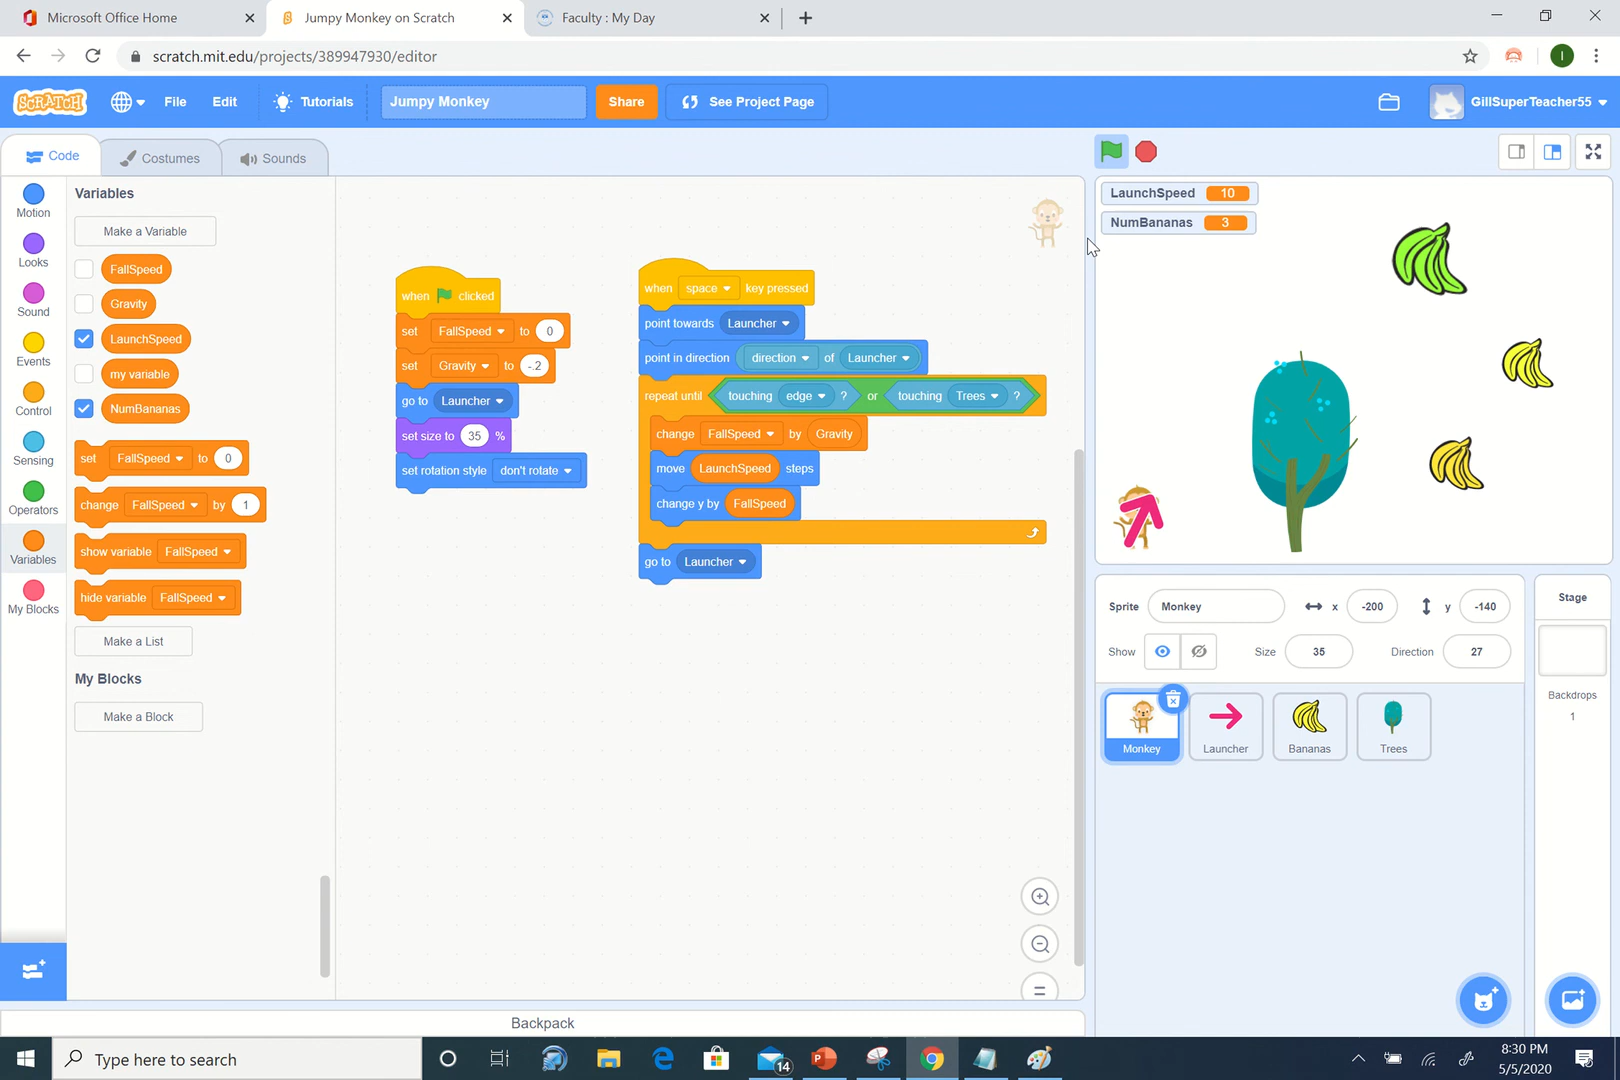 Microsoft Office Home
Jumpy Monkey on Scratch
Faculty : My Day
scratch.mit.edu/projects/389947930/editor
I
SCRATCH
File
Edit
Tutorials
Jumpy Monkey
Share
See Project Page
GillSuperTeacher55
Code
Costumes
Sounds
Motion
Looks
Sound
Events
Control
Sensing
Operators
Variables
My Blocks
Variables
Make a Variable
FallSpeed
Gravity
LaunchSpeed
my variable
NumBananas
set FallSpeed to 0
change FallSpeed by 1
show variable FallSpeed
hide variable FallSpeed
Make a List
My Blocks
Make a Block
when clicked
set FallSpeed to 0
set Gravity to -.2
go to Launcher
set size to 35 %
set rotation style don't rotate
when space key pressed
point towards Launcher
point in direction direction of Launcher
repeat until touching edge ? or touching Trees ?
change FallSpeed by Gravity
move LaunchSpeed steps
change y by FallSpeed
go to Launcher
LaunchSpeed 10
NumBananas 3
Sprite Monkey x -200 y -140
Show Size 35 Direction 27
Monkey
Launcher
Bananas
Trees
Stage
Backdrops
1
Backpack
Type here to search
14
8:30 PM
5/5/2020